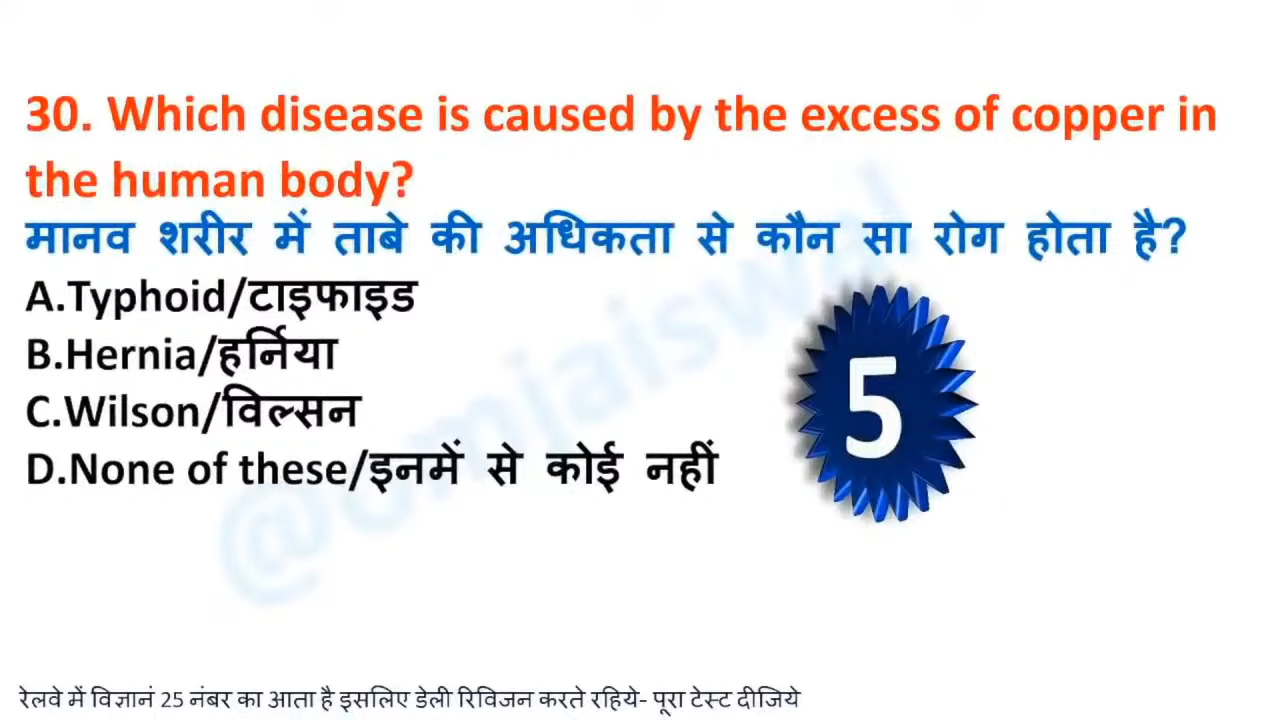 30. Which disease is caused by the excess of copper in
the human body?
मानव शरीर में ताबे की अधिकता से कौन सा रोग होता है?
A.Typhoid/टाइफाइड
B.Hernia/हर्निया
C.Wilson/विल्सन
D.None of these/इनमें से कोई नहीं
5
@omjaiswal
रेलवे में विज्ञानं 25 नंबर का आता है इसलिए डेली रिविजन करते रहिये- पूरा टेस्ट दीजिये